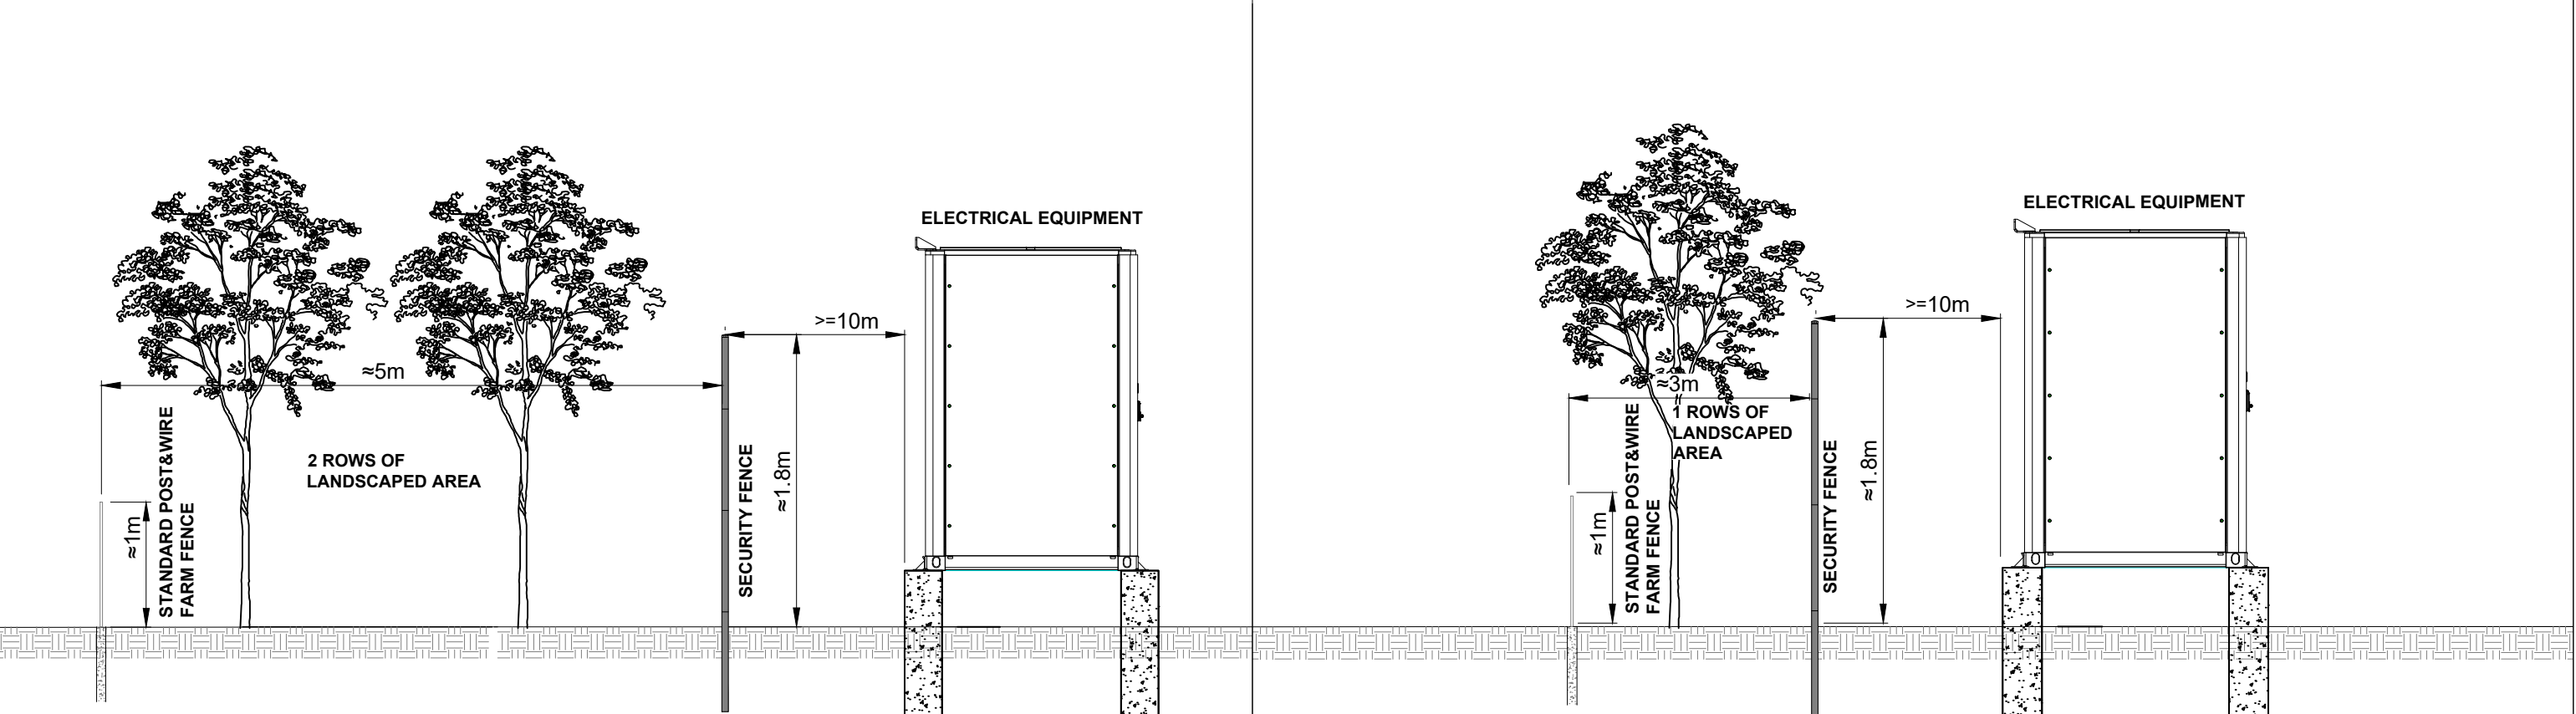 ELECTRICAL EQUIPMENT
>=10m
≈5m
2 ROWS OF
LANDSCAPED AREA
≈1m
STANDARD POST&WIRE
FARM FENCE
SECURITY FENCE
≈1.8m
ELECTRICAL EQUIPMENT
>=10m
≈3m
1 ROWS OF
LANDSCAPED
AREA
≈1m
STANDARD POST&WIRE
FARM FENCE
SECURITY FENCE
≈1.8m